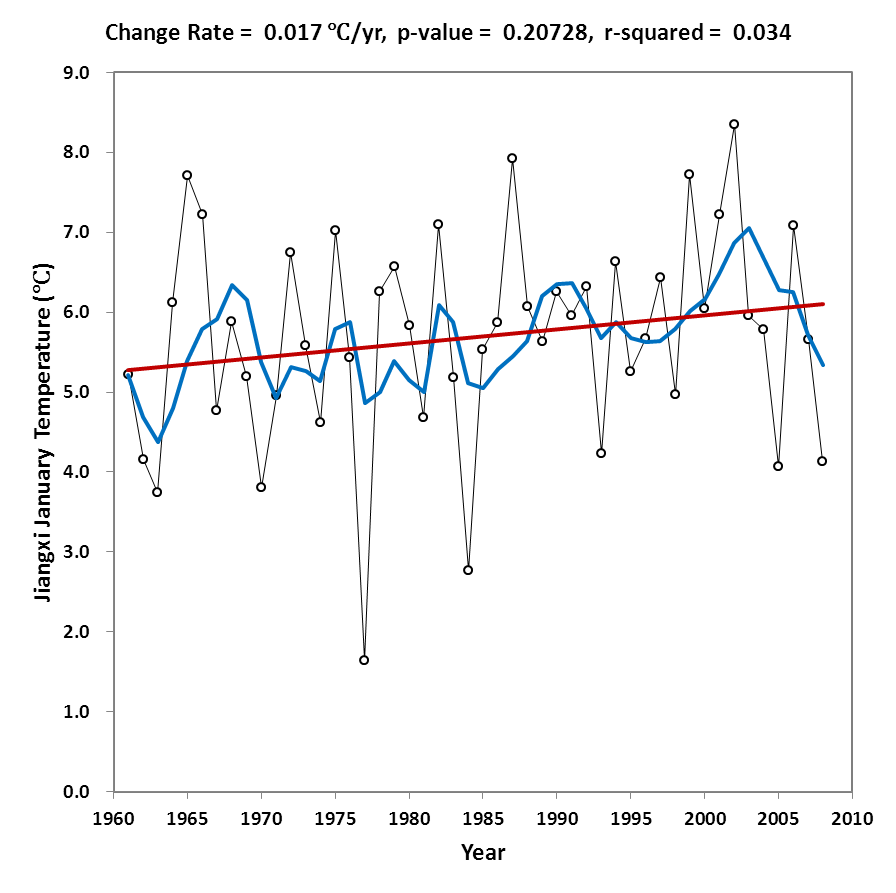 Change Rate = 0.017 ℃/yr, p-value = 0.20728, r-squared = 0.034
9.0
8.0
7.0
6.0
5.0
4.0
3.0
2.0
1.0
0.0
Jiangxi January Temperature (℃)
1960 1965 1970 1975 1980 1985 1990 1995 2000 2005 2010
Year